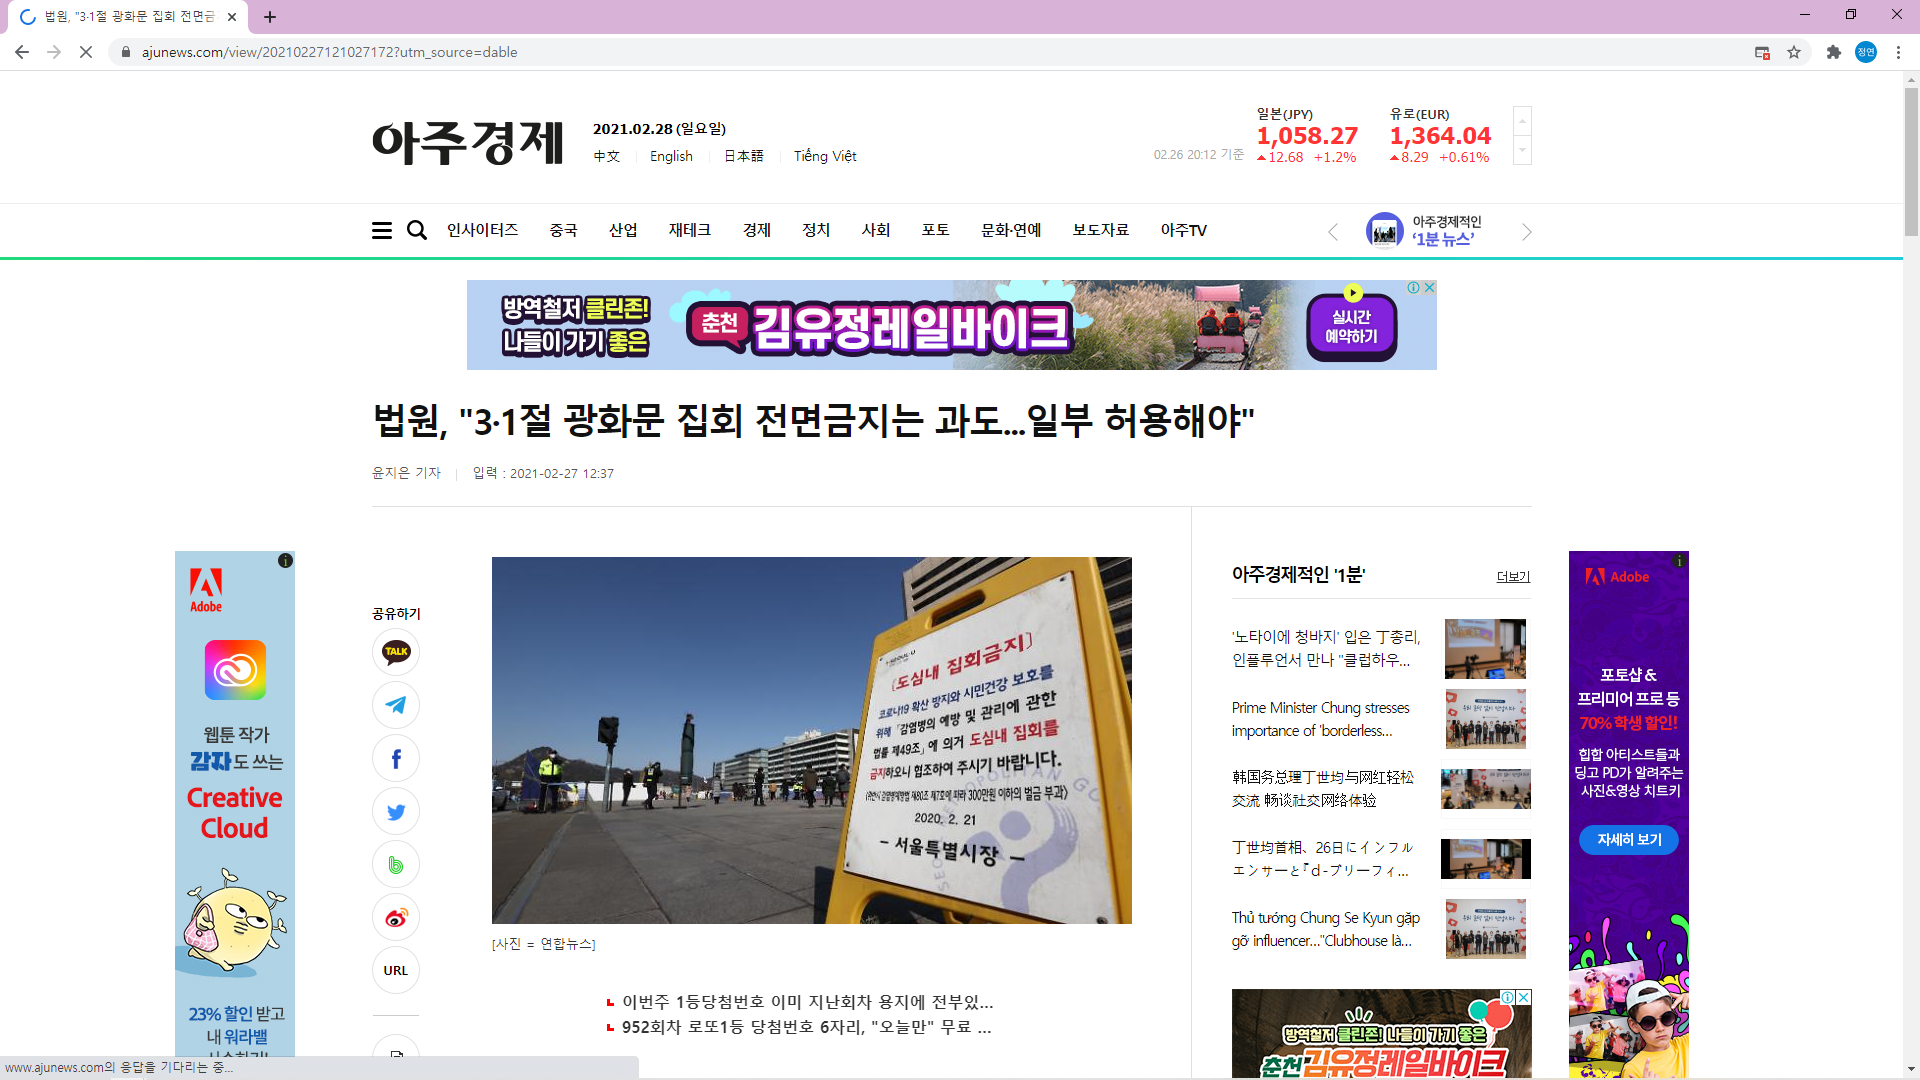 법원, "3·1절 광화문 집회 전면금지
ajunews.com/view/20210227121027172?utm_source=dable
정연
아주경제
2021.02.28 (일요일)
中文 English 日本語 Tiếng Việt
02.26 20:12 기준
일본(JPY)
1,058.27
12.68 +1.2%
유로(EUR)
1,364.04
8.29 +0.61%
인사이터즈 중국 산업 재테크 경제 정치 사회 포토 문화·연예 보도자료 아주TV
아주경제적인
'1분 뉴스'
방역철저 클린존!
나들이 가기 좋은
춘천 김유정레일바이크
실시간
예약하기
법원, "3·1절 광화문 집회 전면금지는 과도...일부 허용해야"
윤지은 기자 입력 : 2021-02-27 12:37
Adobe
웹툰 작가
감자도 쓰는
Creative
Cloud
23% 할인 받고
내 워라밸
공유하기
TALK
URL
〔도심내 집회금지〕
코로나19 확산 방지와 시민건강 보호를
위해 「감염병의 예방 및 관리에 관한
법률 제49조」에 의거 도심내 집회를
금지하오니 협조하여 주시기 바랍니다.
(위반시 감염병예방법 제80조 제7호에 따라 300만원 이하의 벌금 부과)
2020. 2. 21
- 서울특별시장 -
[사진 = 연합뉴스]
이번주 1등당첨번호 이미 지난회차 용지에 전부있...
952회차 로또1등 당첨번호 6자리, "오늘만" 무료 ...
아주경제적인 '1분'
더보기
'노타이에 청바지' 입은 丁총리,
인플루언서 만나 "클럽하우...
Prime Minister Chung stresses
importance of 'borderless...
韩国务总理丁世均与网红轻松
交流 畅谈社交网络体验
丁世均首相、26日にインフル
エンサーと『ｄ-ブリーフィ...
Thủ tướng Chung Se Kyun gặp
gỡ influencer..."Clubhouse là...
방역철저 클린존! 나들이 가기 좋은
춘천 김유정레일바이크
Adobe
포토샵 &
프리미어 프로 등
70% 학생 할인!
힙합 아티스트들과
딩고 PD가 알려주는
사진&영상 치트키
자세히 보기
www.ajunews.com의 응답을 기다리는 중...